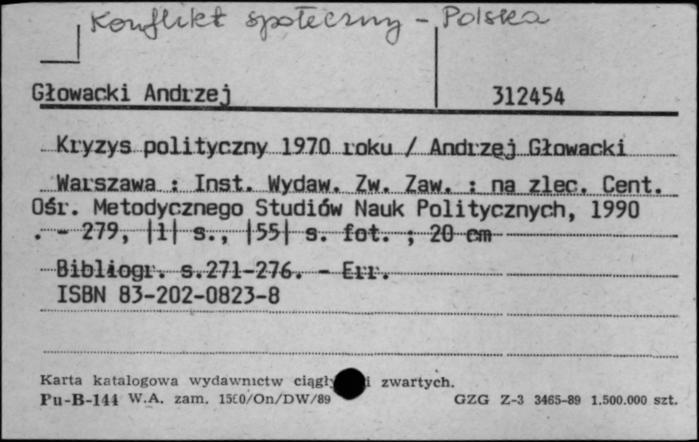 Konflikt społeczny - Polska
Głowacki Andrzej 312454
Kryzys polityczny 1970 roku / Andrzej Głowacki
Warszawa : Inst. Wydaw. Zw. Zaw. : na zlec. Cent.
Ośr. Metodycznego Studiów Nauk Politycznych, 1990
. - 279, |1| s., |55| s. fot. ; 20 cm
Bibliogr. s.271-276. - Err.
ISBN 83-202-0823-8
Karta katalogowa wydawnictw zwartych.
Pu-B-144 W.A. zam. /On/DW/89 GZG Z-3 3465-89 1.500.000 szt.